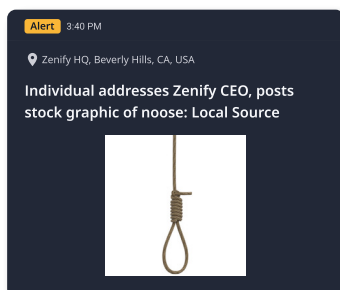 Alert 3:40 PM
Zenify HQ, Beverly Hills, CA, USA
Individual addresses Zenify CEO, posts
stock graphic of noose: Local Source